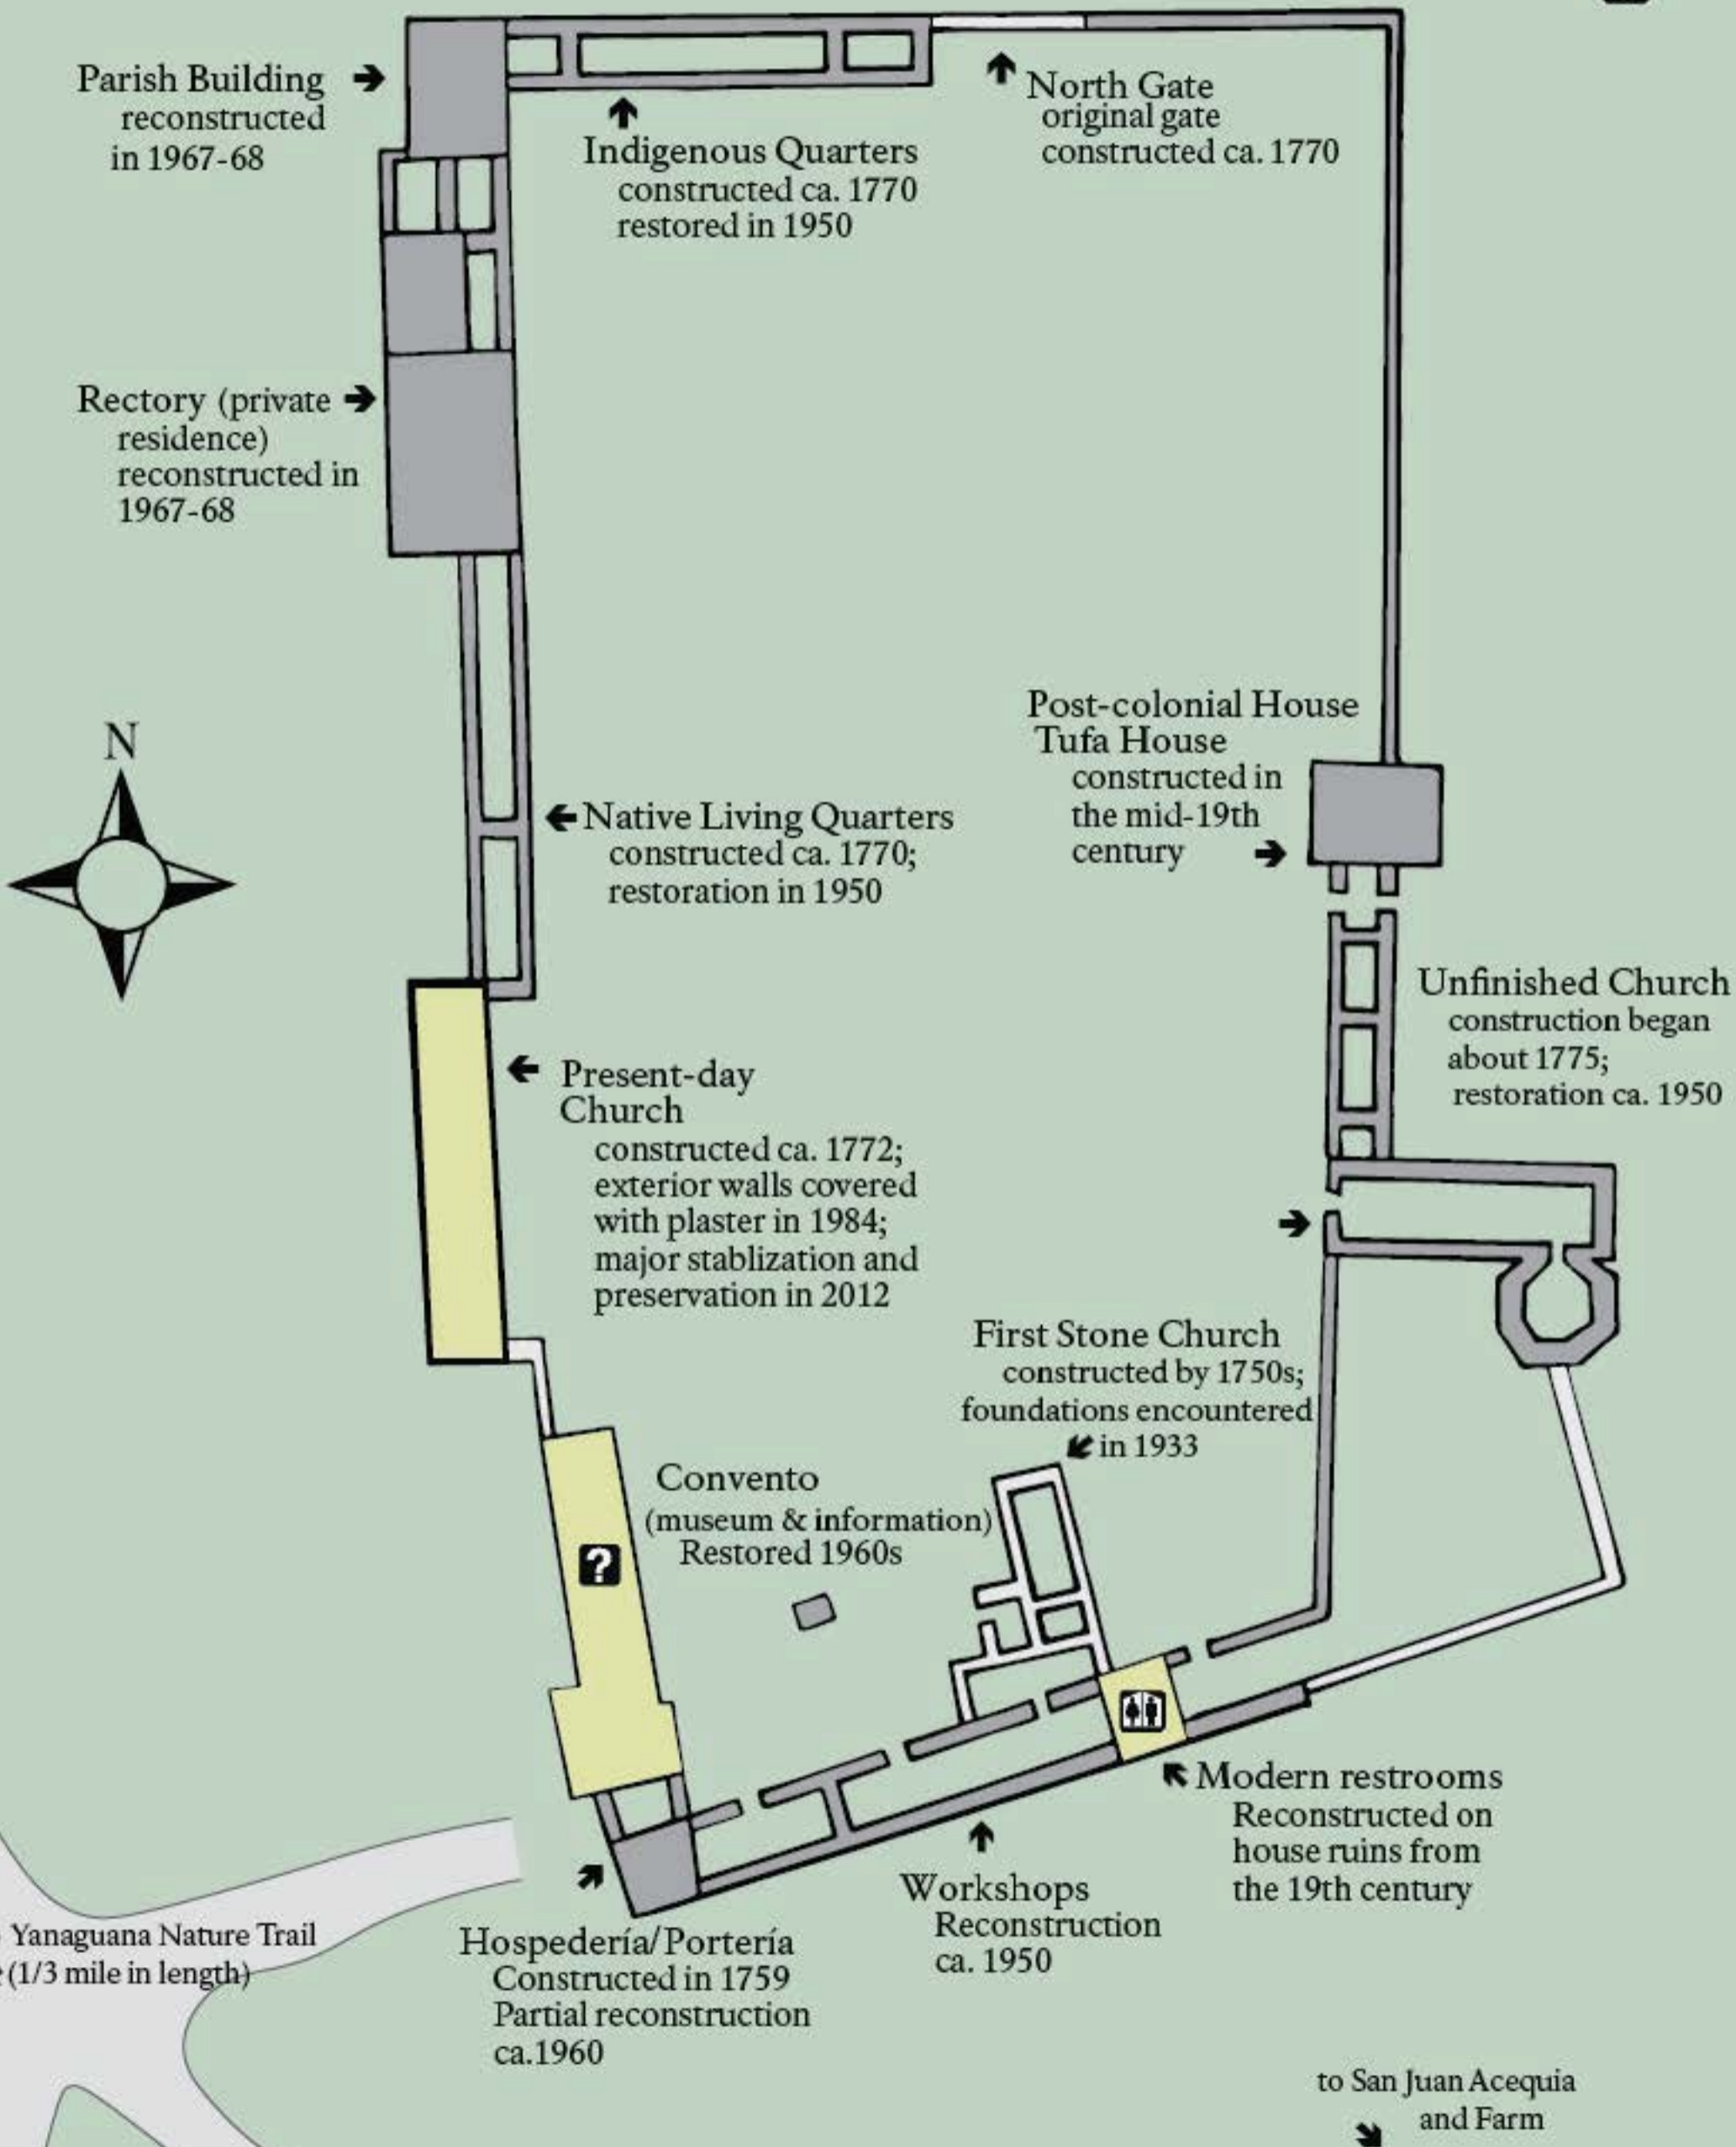 Parish Building
reconstructed
in 1967-68
Indigenous Quarters
constructed ca. 1770
restored in 1950
North Gate
original gate
constructed ca. 1770
Rectory (private
residence)
reconstructed in
1967-68
N
Native Living Quarters
constructed ca. 1770;
restoration in 1950
Post-colonial House
Tufa House
constructed in
the mid-19th
century
Unfinished Church
construction began
about 1775;
restoration ca. 1950
Present-day
Church
constructed ca. 1772;
exterior walls covered
with plaster in 1984;
major stablization and
preservation in 2012
First Stone Church
constructed by 1750s;
foundations encountered
in 1933
Convento
(museum & information)
Restored 1960s
?
Modern restrooms
Reconstructed on
house ruins from
the 19th century
Workshops
Reconstruction
ca. 1950
Hospedería/Portería
Constructed in 1759
Partial reconstruction
ca.1960
Yanaguana Nature Trail
(1/3 mile in length)
to San Juan Acequia
and Farm